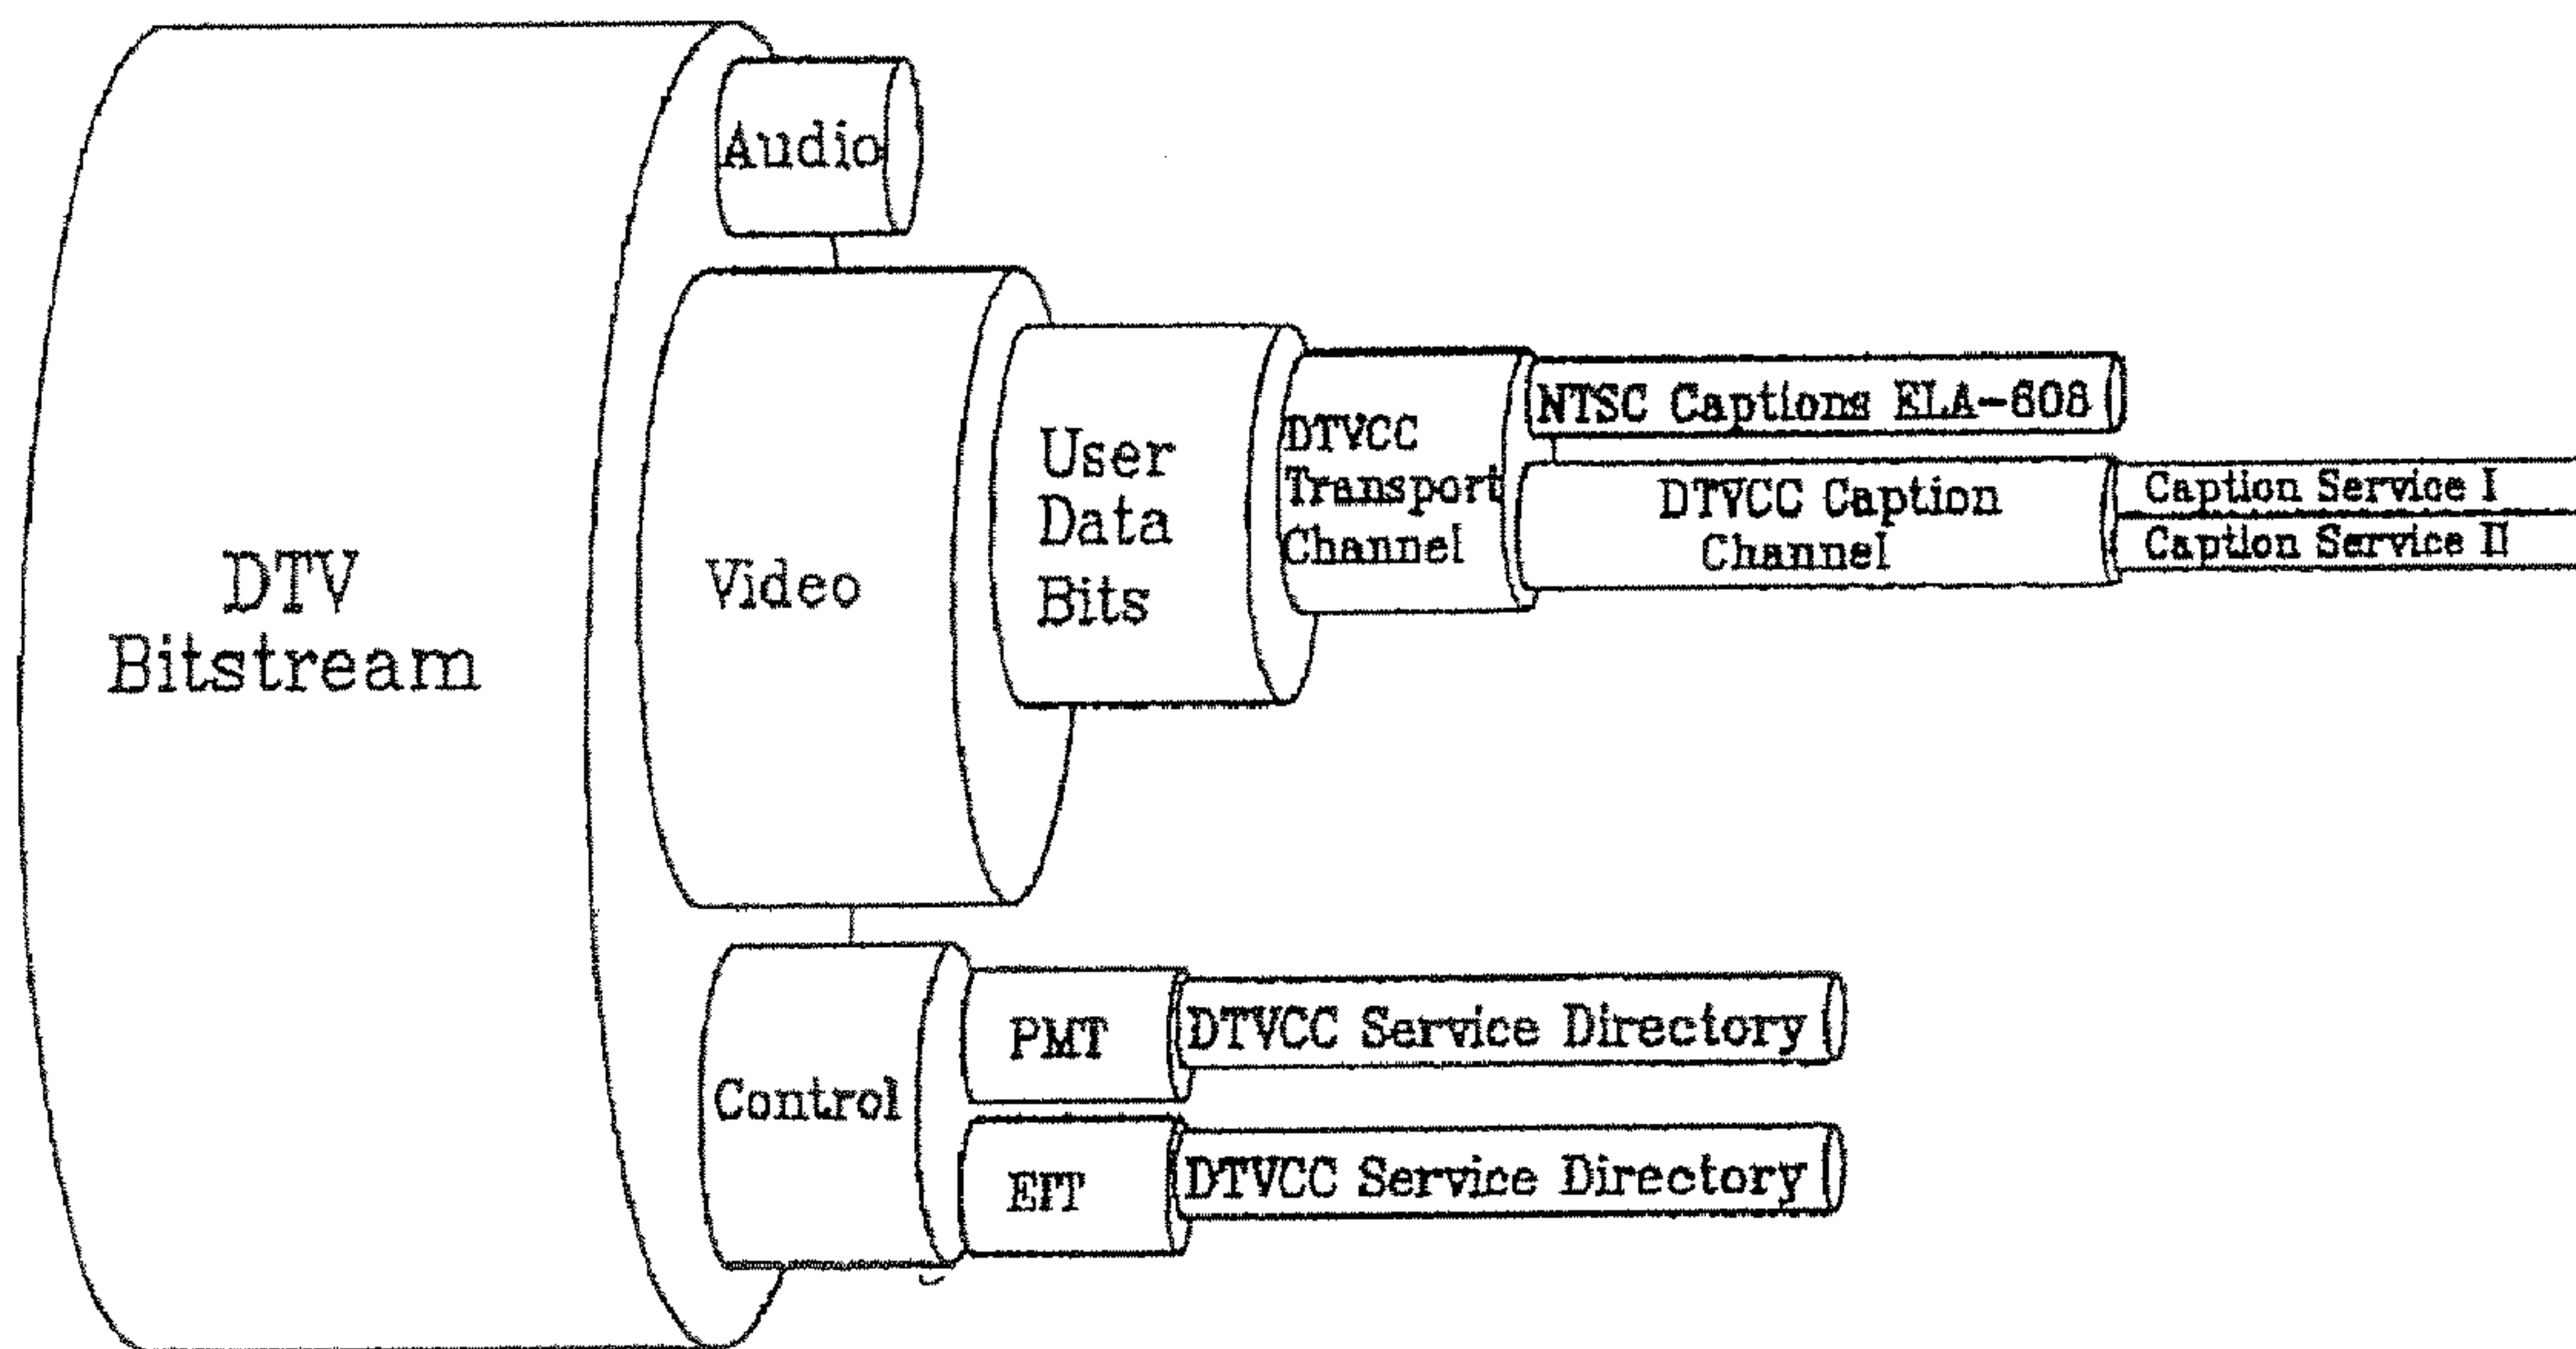 Audio
DTV
Bitstream
Video
User
Data
Bits
DTVCC
Transport
Channel
NTSC Captions ELA-608
DTVCC Caption
Channel
Caption Service I
Caption Service II
Control
PMT
DTVCC Service Directory
EIT
DTVCC Service Directory